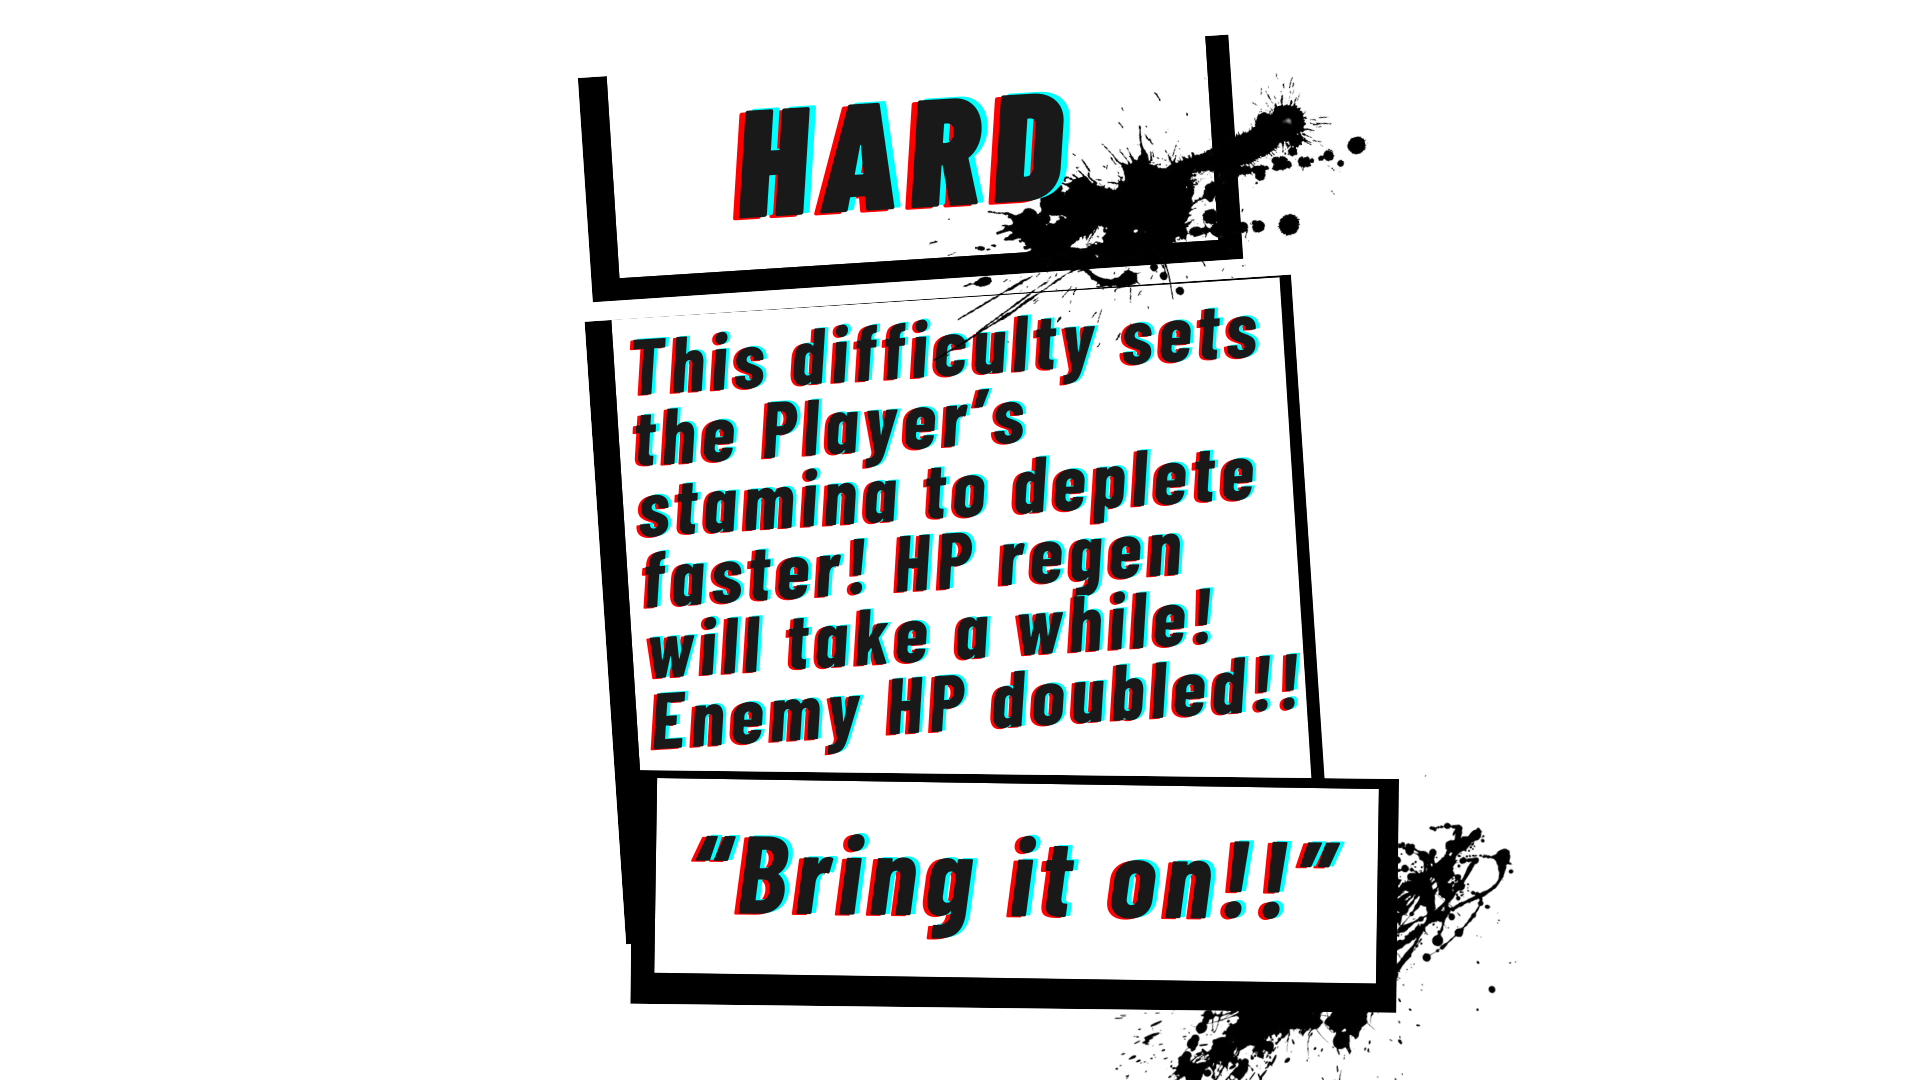 HARD
This difficulty sets
the Player’s
stamina to deplete
faster! HP regen
will take a while!
Enemy HP doubled!!
“Bring it on!!”